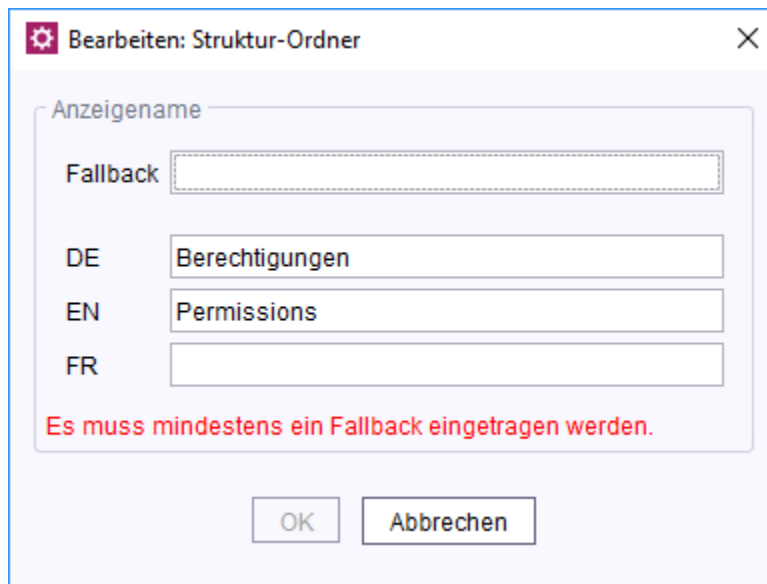 Bearbeiten: Struktur-Ordner
Anzeigename
Fallback
DE Berechtigungen
EN Permissions
FR
Es muss mindestens ein Fallback eingetragen werden.
OK Abbrechen